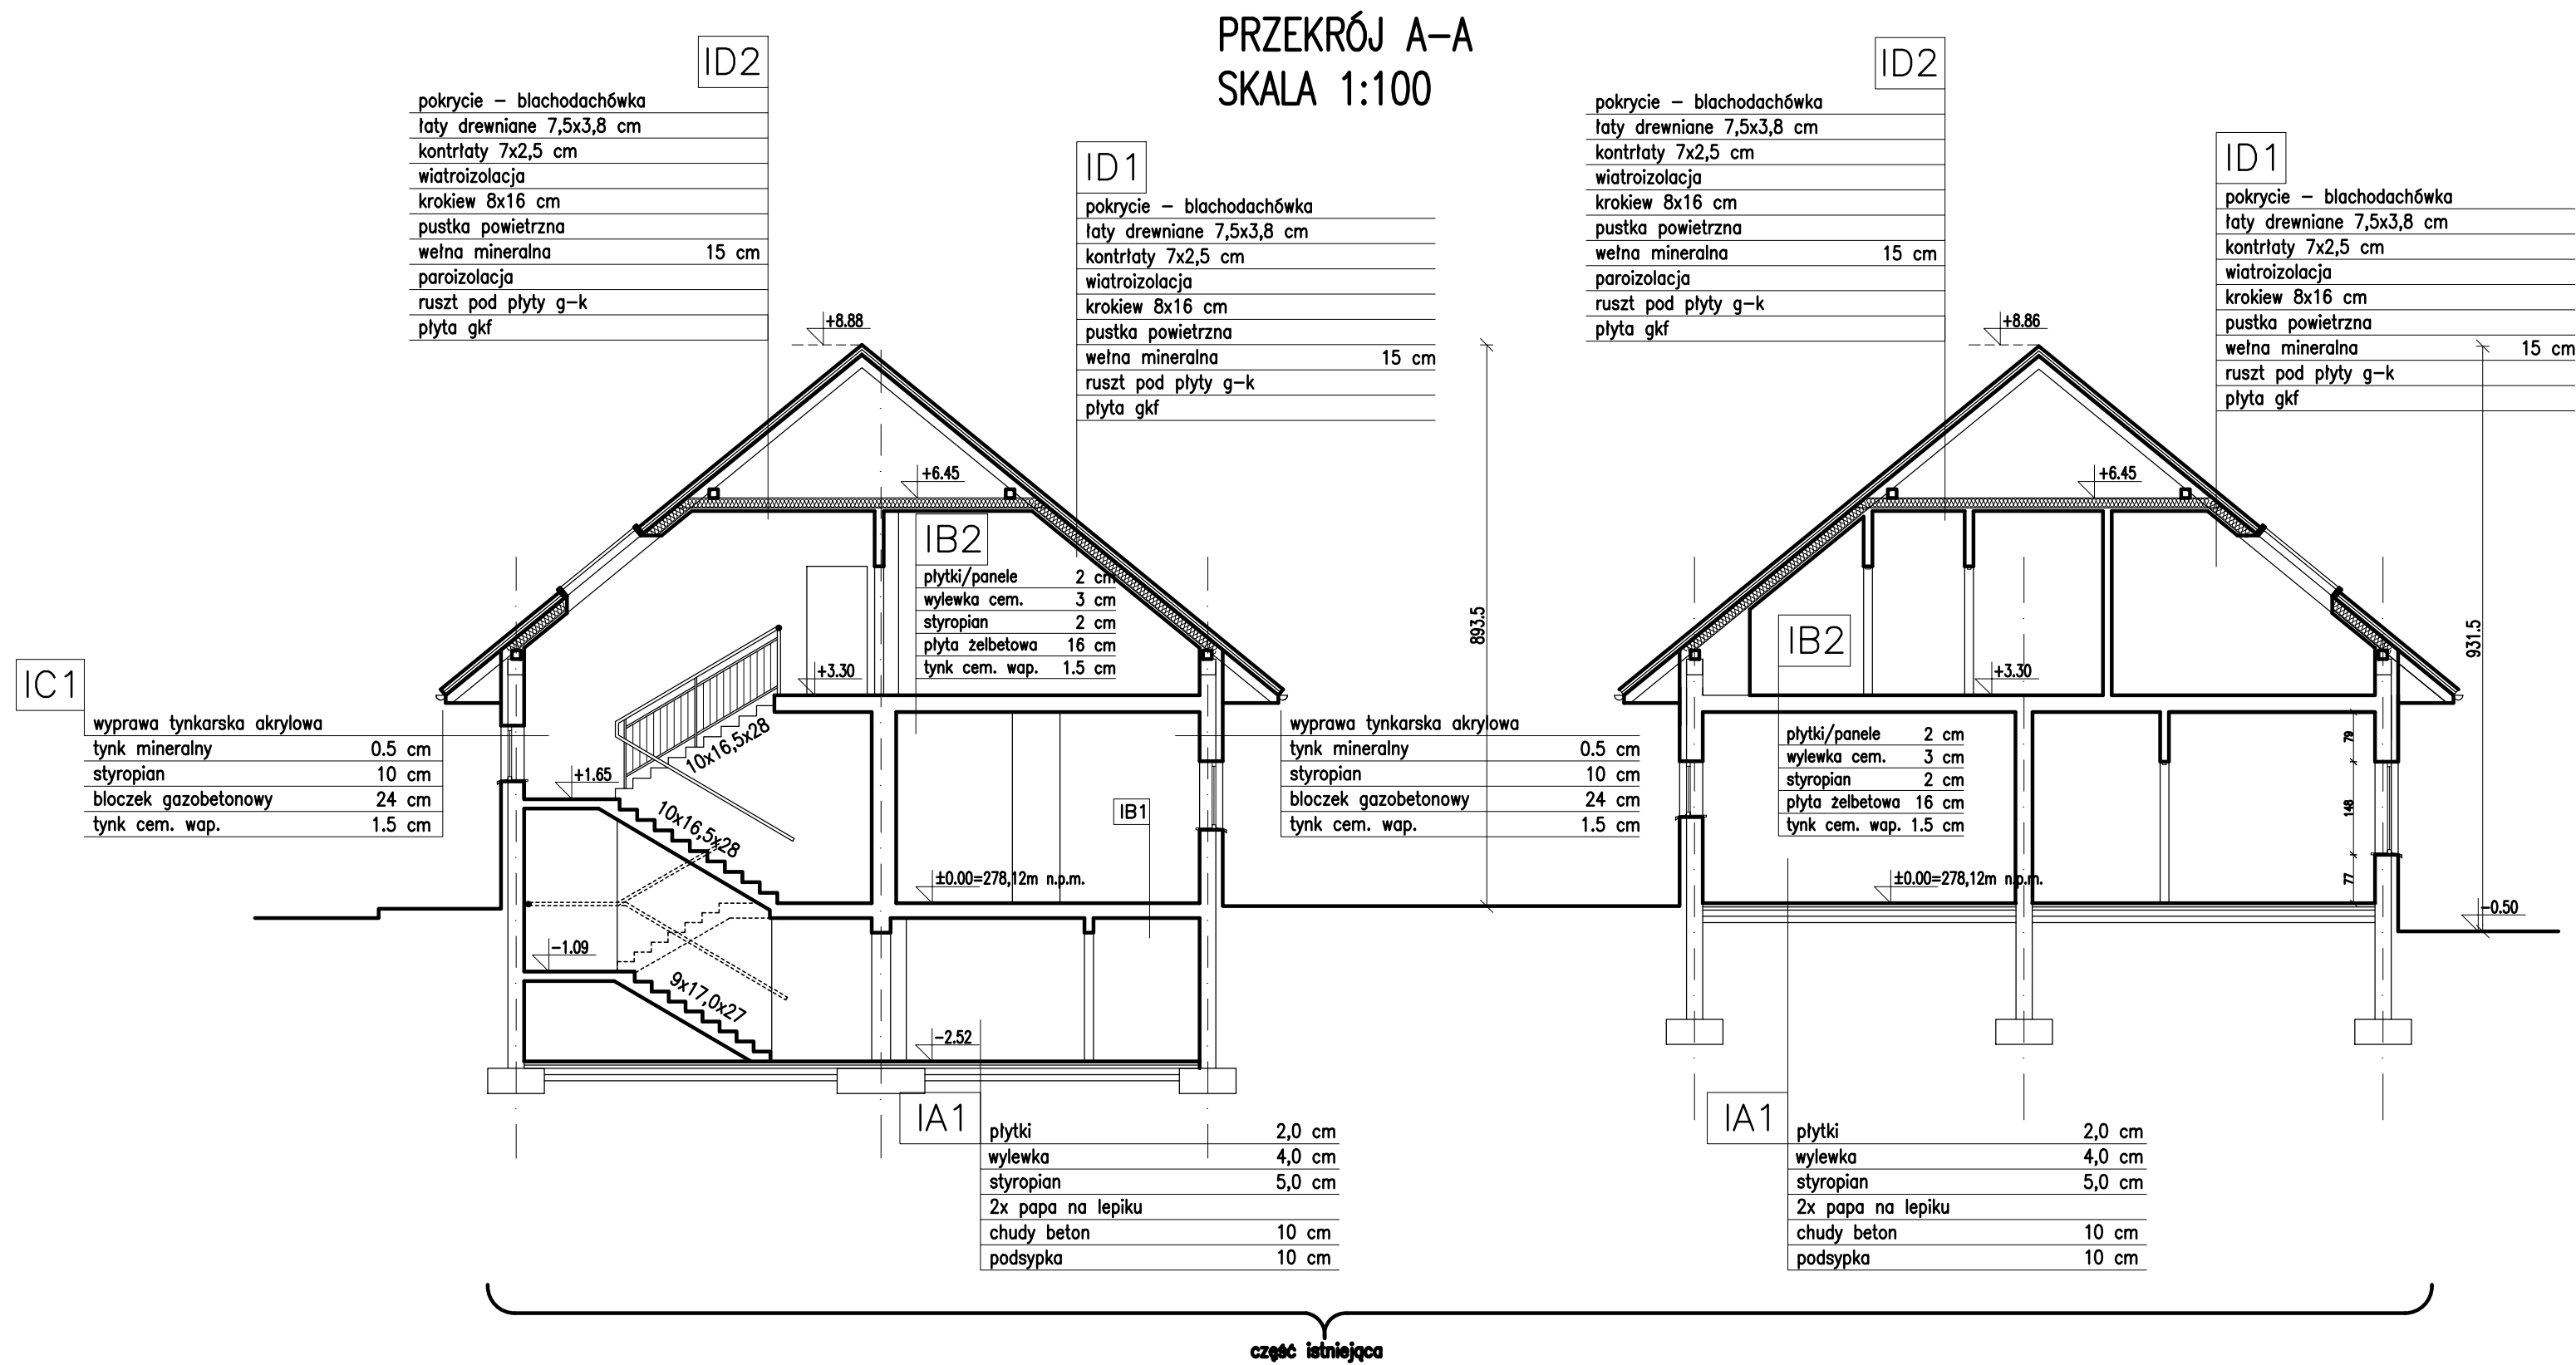 PRZEKRÓJ A-A
SKALA 1:100
ID2
pokrycie - blachodachówka
łaty drewniane 7,5x3,8 cm
kontrłaty 7x2,5 cm
wiatroizolacja
krokiew 8x16 cm
pustka powietrzna
wełna mineralna 15 cm
paroizolacja
ruszt pod płyty g-k
płyta gkf
ID1
pokrycie - blachodachówka
łaty drewniane 7,5x3,8 cm
kontrłaty 7x2,5 cm
wiatroizolacja
krokiew 8x16 cm
pustka powietrzna
wełna mineralna 15 cm
ruszt pod płyty g-k
płyta gkf
ID2
pokrycie - blachodachówka
łaty drewniane 7,5x3,8 cm
kontrłaty 7x2,5 cm
wiatroizolacja
krokiew 8x16 cm
pustka powietrzna
wełna mineralna 15 cm
paroizolacja
ruszt pod płyty g-k
płyta gkf
ID1
pokrycie - blachodachówka
łaty drewniane 7,5x3,8 cm
kontrłaty 7x2,5 cm
wiatroizolacja
krokiew 8x16 cm
pustka powietrzna
wełna mineralna 15 cm
ruszt pod płyty g-k
płyta gkf
+8.88
+6.45
IB2
płytki/panele 2 cm
wylewka cem. 3 cm
styropian 2 cm
płyta żelbetowa 16 cm
tynk cem. wap. 1.5 cm
+3.30
893.5
IC1
wyprawa tynkarska akrylowa
tynk mineralny 0.5 cm
styropian 10 cm
bloczek gazobetonowy 24 cm
tynk cem. wap. 1.5 cm
+1.65
10x16,5x28
10x16,5x28
IB1
±0.00=278,12m n.p.m.
-1.09
9x17,0x27
-2.52
wyprawa tynkarska akrylowa
tynk mineralny 0.5 cm
styropian 10 cm
bloczek gazobetonowy 24 cm
tynk cem. wap. 1.5 cm
+8.86
+6.45
IB2
+3.30
931.5
płytki/panele 2 cm
wylewka cem. 3 cm
styropian 2 cm
płyta żelbetowa 16 cm
tynk cem. wap. 1.5 cm
79
148
77
±0.00=278,12m n.p.m.
-0.50
IA1
płytki 2,0 cm
wylewka 4,0 cm
styropian 5,0 cm
2x papa na lepiku
chudy beton 10 cm
podsypka 10 cm
IA1
płytki 2,0 cm
wylewka 4,0 cm
styropian 5,0 cm
2x papa na lepiku
chudy beton 10 cm
podsypka 10 cm
część istniejąca